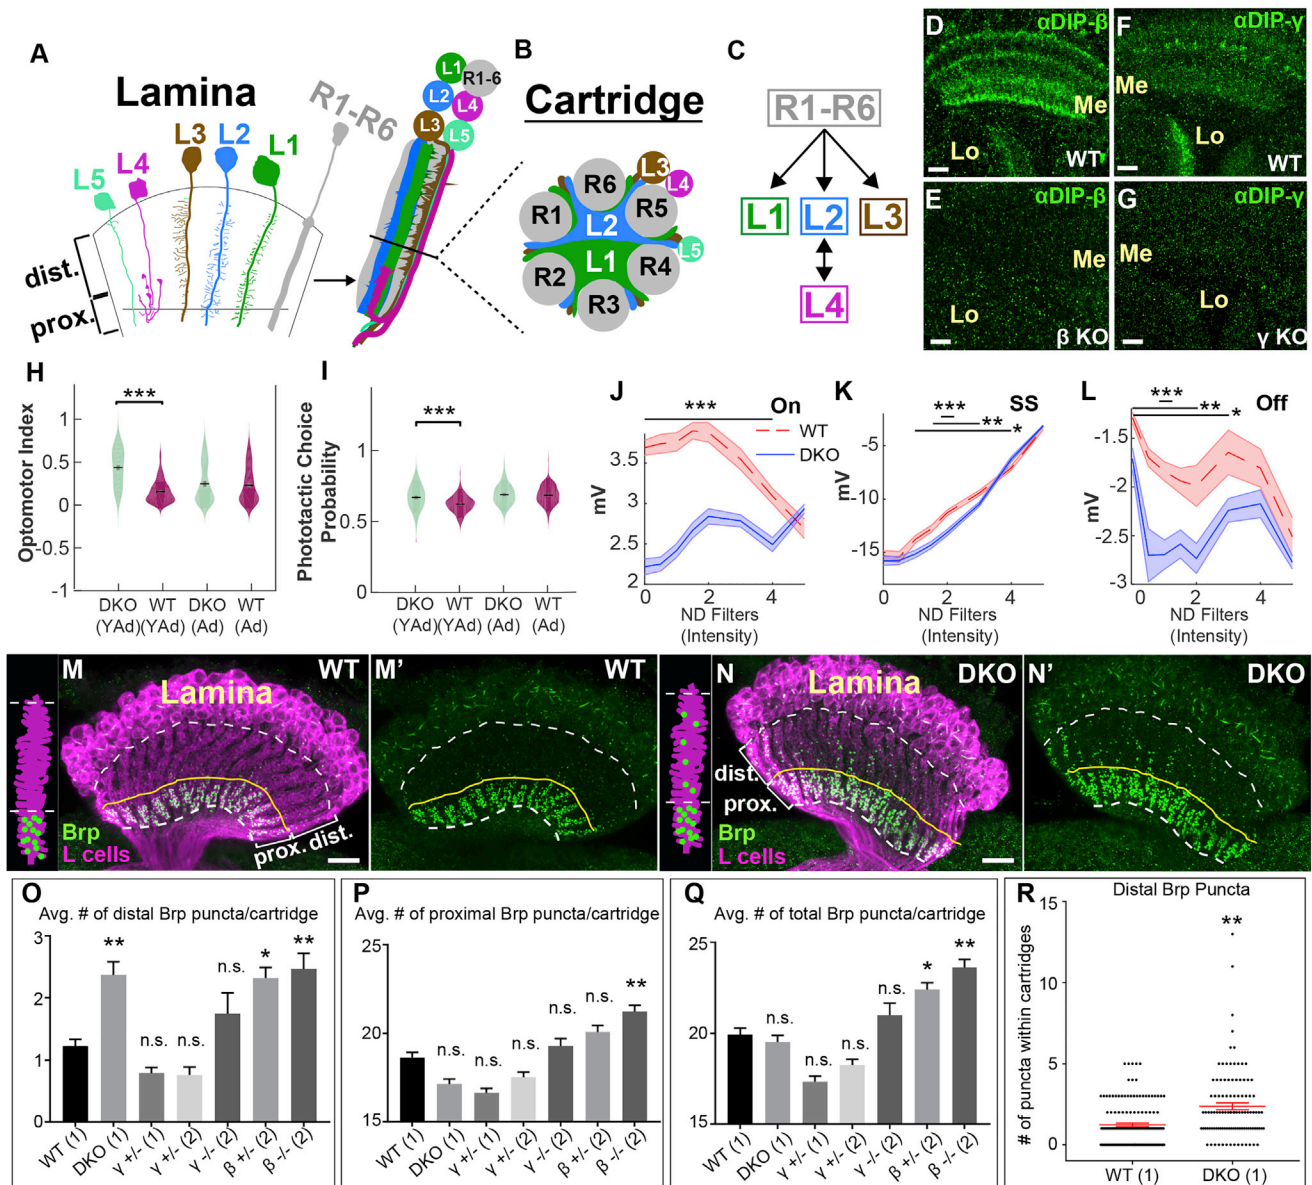 A
Lamina
L5
L4
L3
L2
L1
R1-R6
dist.
prox.
L1
R1-6
L2
L4
L3
L5
B
Cartridge
R6
L3
L4
R1
R5
L2
L5
L1
R2
R4
R3
C
R1-R6
L1
L2
L3
L4
D
αDIP-β
Me
Lo
WT
F
αDIP-γ
Me
Lo
WT
E
αDIP-β
Me
Lo
β KO
G
αDIP-γ
Me
Lo
γ KO
H
Optomotor Index
1
0.5
0
-0.5
-1
***
DKO (YAd)
WT (YAd)
DKO (Ad)
WT (Ad)
I
Phototactic Choice Probability
1
0.5
0
***
DKO (YAd)
WT (YAd)
DKO (Ad)
WT (Ad)
J
On
***
WT
DKO
mV
3.5
3
2.5
2
0 2 4
ND Filters
(Intensity)
K
SS
***
**
*
mV
-5
-10
-15
0 2 4
ND Filters
(Intensity)
L
Off
***
**
*
mV
-1.5
-2
-2.5
-3
0 2 4
ND Filters
(Intensity)
M
WT
Lamina
Brp
L cells
prox. dist.
M’
WT
N
DKO
Lamina
dist.
prox.
Brp
L cells
N’
DKO
O
Avg. # of distal Brp puncta/cartridge
3
2
1
0
**
n.s.
n.s.
n.s.
*
**
WT (1)
DKO (1)
γ +/- (1)
γ +/- (2)
γ -/- (2)
β +/- (2)
β -/- (2)
P
Avg. # of proximal Brp puncta/cartridge
25
20
15
n.s.
n.s.
n.s.
n.s.
n.s.
**
WT (1)
DKO (1)
γ +/- (1)
γ +/- (2)
γ -/- (2)
β +/- (2)
β -/- (2)
Q
Avg. # of total Brp puncta/cartridge
25
20
15
n.s.
n.s.
n.s.
n.s.
*
**
WT (1)
DKO (1)
γ +/- (1)
γ +/- (2)
γ -/- (2)
β +/- (2)
β -/- (2)
R
Distal Brp Puncta
# of puncta within cartridges
15
10
5
0
**
WT (1)
DKO (1)